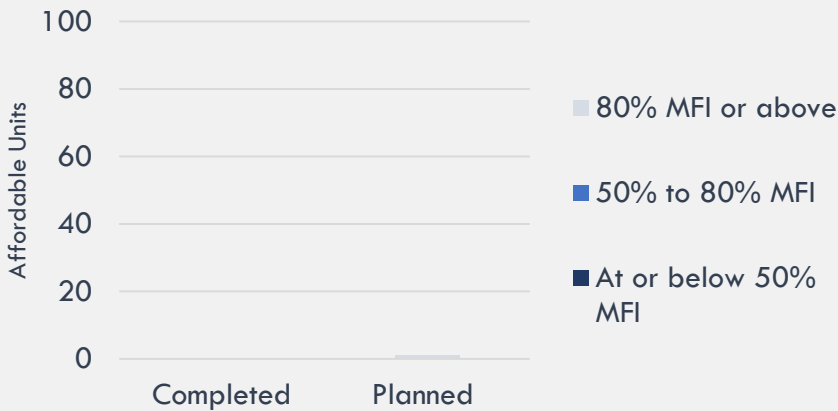 Affordable Units
100
80
60
40
20
0
Completed
Planned
80% MFI or above
50% to 80% MFI
At or below 50%
MFI